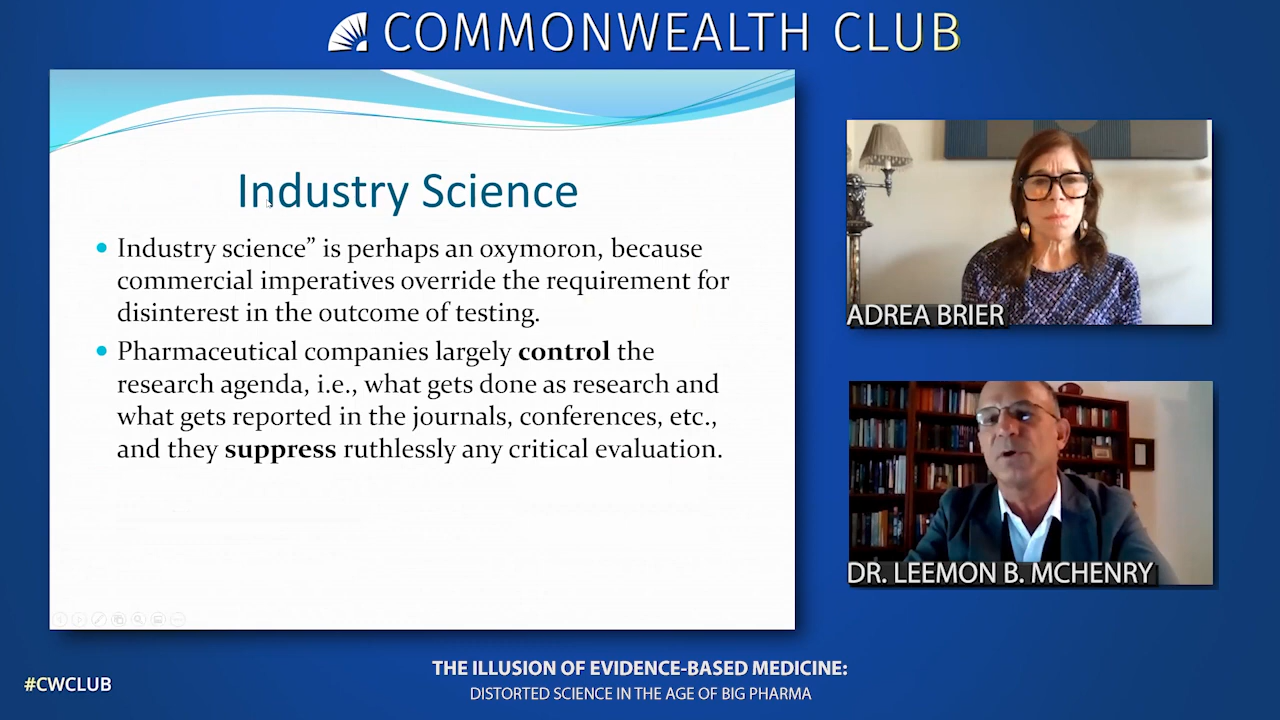 COMMONWEALTH CLUB
Industry Science
Industry science” is perhaps an oxymoron, because
commercial imperatives override the requirement for
disinterest in the outcome of testing.
Pharmaceutical companies largely control the
research agenda, i.e., what gets done as research and
what gets reported in the journals, conferences, etc.,
and they suppress ruthlessly any critical evaluation.
ADREA BRIER
DR. LEEMON B. MCHENRY
THE ILLUSION OF EVIDENCE-BASED MEDICINE:
DISTORTED SCIENCE IN THE AGE OF BIG PHARMA
#CWCLUB